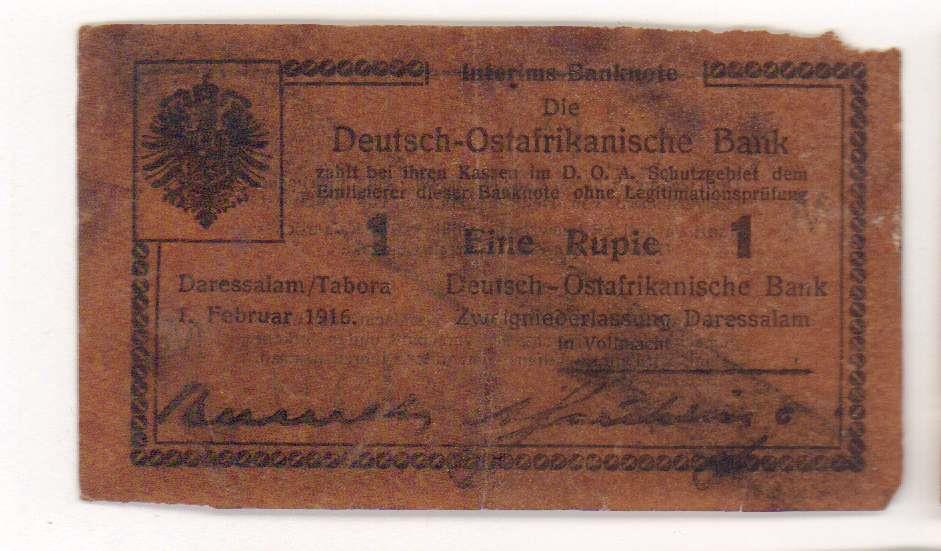 Interims-Banknote
Die
Deutsch-Ostafrikanische Bank
zahlt bei ihren Kassen im D. O. A. Schutzgebiet dem
Einlieferer dieser Banknote ohne Legitimationsprüfung
1 Eine Rupie 1
Daressalam/Tabora
1. Februar 1916.
Deutsch-Ostafrikanische Bank
Zweigniederlassung Daressalam
in Vollmacht